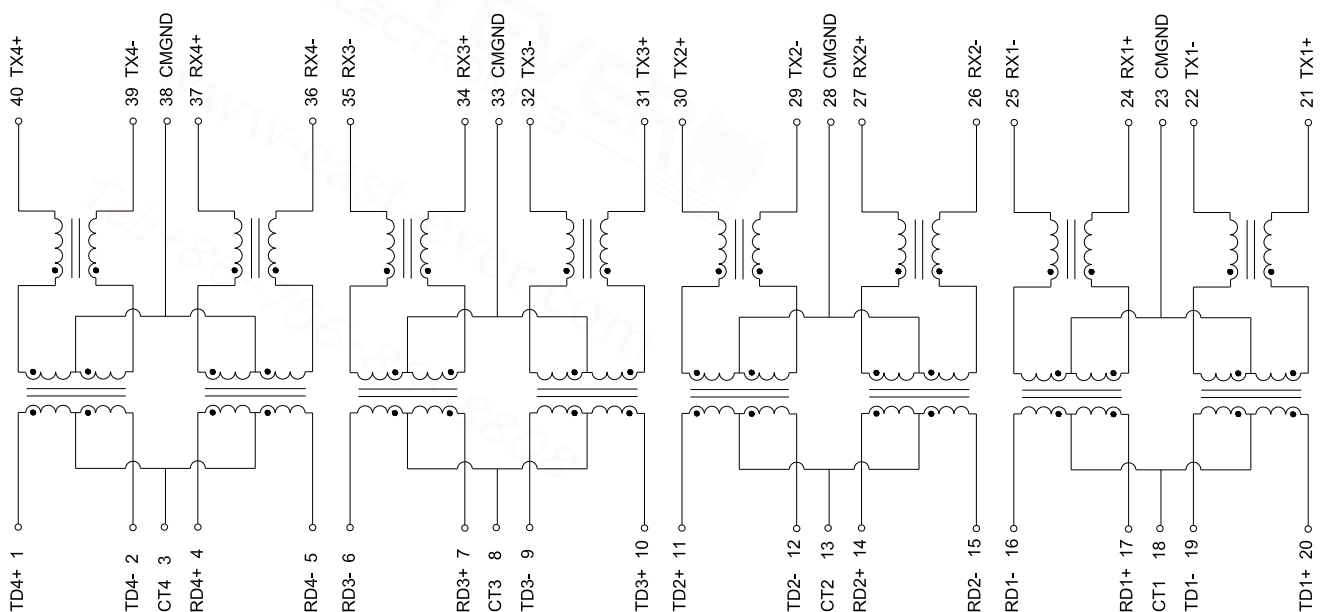 40 TX4+
39 TX4-
38 CMGND
37 RX4+
36 RX4-
35 RX3-
34 RX3+
33 CMGND
32 TX3-
31 TX3+
30 TX2+
29 TX2-
28 CMGND
27 RX2+
26 RX2-
25 RX1-
24 RX1+
23 CMGND
22 TX1-
21 TX1+
TD4+ 1
TD4- 2
CT4 3
RD4+ 4
RD4- 5
RD3- 6
RD3+ 7
CT3 8
TD3- 9
TD3+ 10
TD2+ 11
TD2- 12
CT2 13
RD2+ 14
RD2- 15
RD1- 16
RD1+ 17
CT1 18
TD1- 19
TD1+ 20
ELECTRONICS
www.eastever.com